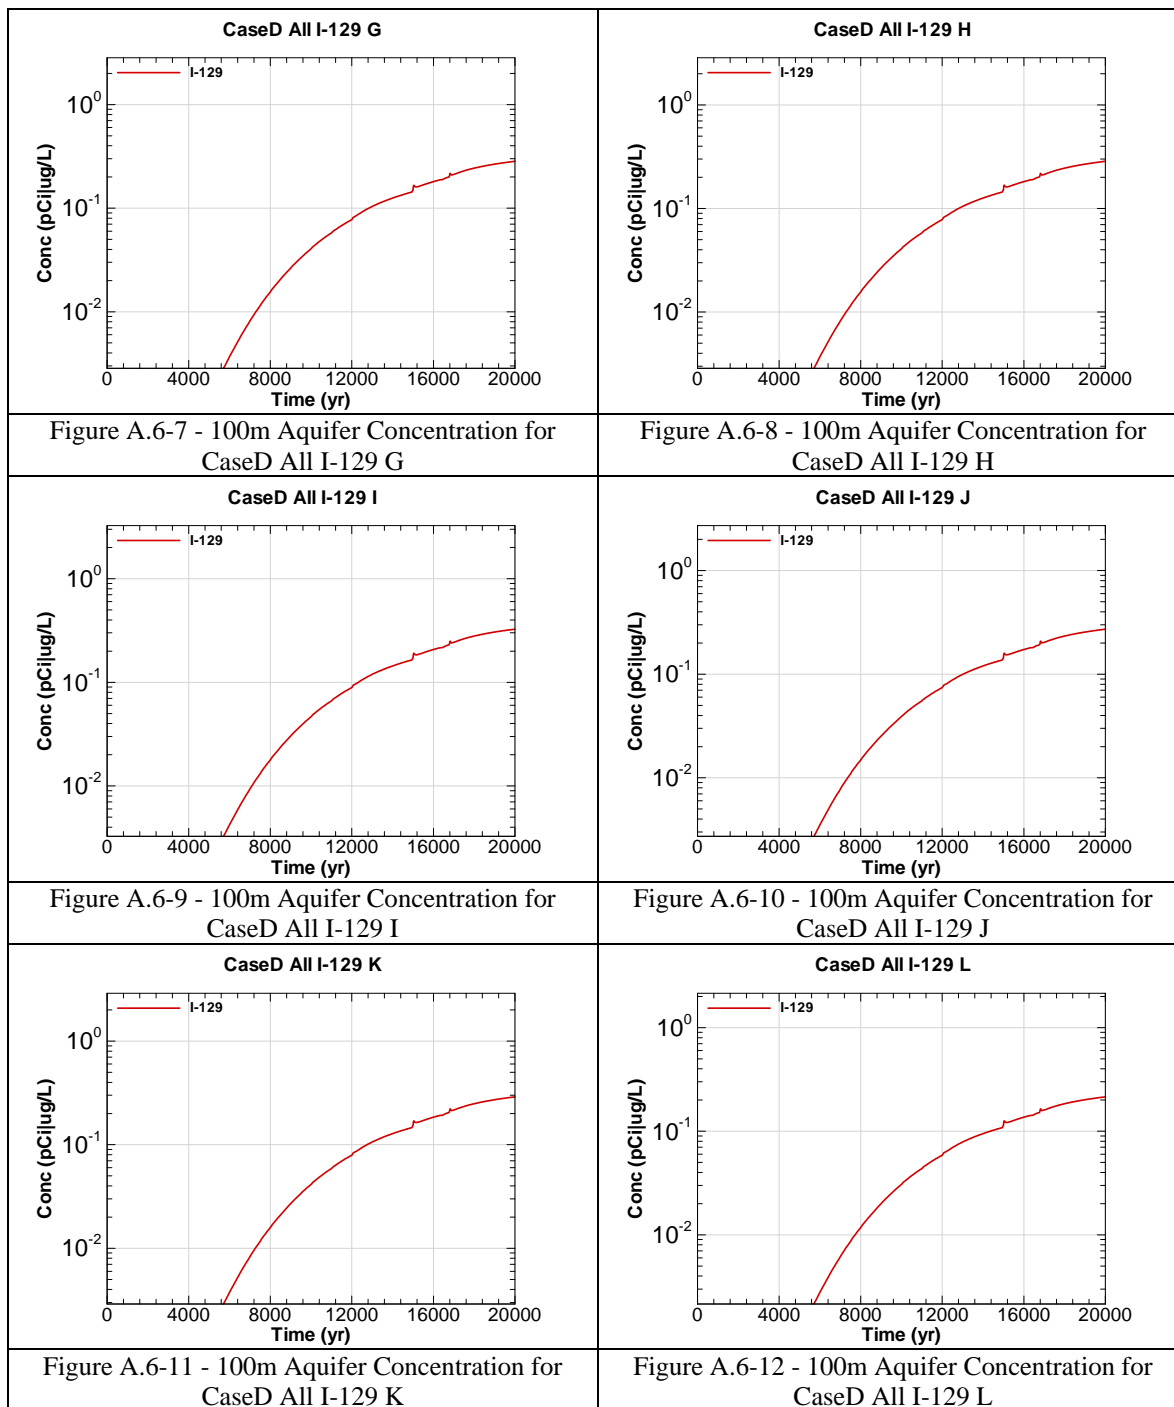 CaseD All I-129 G
I-129
10^0
10^-1
10^-2
Conc (pCi|ug/L)
0 4000 8000 12000 16000 20000
Time (yr)
Figure A.6-7 - 100m Aquifer Concentration for
CaseD All I-129 G
CaseD All I-129 H
I-129
10^0
10^-1
10^-2
Conc (pCi|ug/L)
0 4000 8000 12000 16000 20000
Time (yr)
Figure A.6-8 - 100m Aquifer Concentration for
CaseD All I-129 H
CaseD All I-129 I
I-129
10^0
10^-1
10^-2
Conc (pCi|ug/L)
0 4000 8000 12000 16000 20000
Time (yr)
Figure A.6-9 - 100m Aquifer Concentration for
CaseD All I-129 I
CaseD All I-129 J
I-129
10^0
10^-1
10^-2
Conc (pCi|ug/L)
0 4000 8000 12000 16000 20000
Time (yr)
Figure A.6-10 - 100m Aquifer Concentration for
CaseD All I-129 J
CaseD All I-129 K
I-129
10^0
10^-1
10^-2
Conc (pCi|ug/L)
0 4000 8000 12000 16000 20000
Time (yr)
Figure A.6-11 - 100m Aquifer Concentration for
CaseD All I-129 K
CaseD All I-129 L
I-129
10^0
10^-1
10^-2
Conc (pCi|ug/L)
0 4000 8000 12000 16000 20000
Time (yr)
Figure A.6-12 - 100m Aquifer Concentration for
CaseD All I-129 L